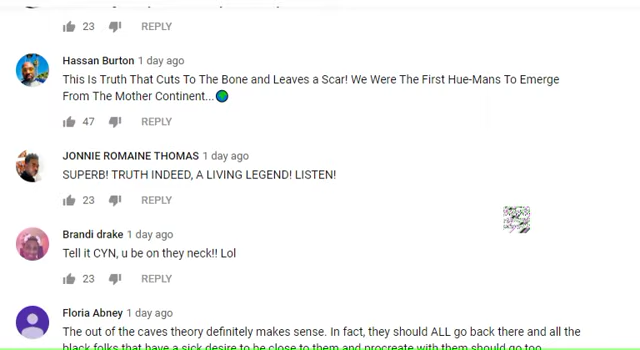 23 REPLY
Hassan Burton 1 day ago
This Is Truth That Cuts To The Bone and Leaves a Scar! We Were The First Hue-Mans To Emerge
From The Mother Continent...
47 REPLY
JONNIE ROMAINE THOMAS 1 day ago
SUPERB! TRUTH INDEED, A LIVING LEGEND! LISTEN!
23 REPLY
Brandi drake 1 day ago
Tell it CYN, u be on they neck!! Lol
23 REPLY
Floria Abney 1 day ago
The out of the caves theory definitely makes sense. In fact, they should ALL go back there and all the
black folks that have a sick desire to be close to them and procreate with them should go too